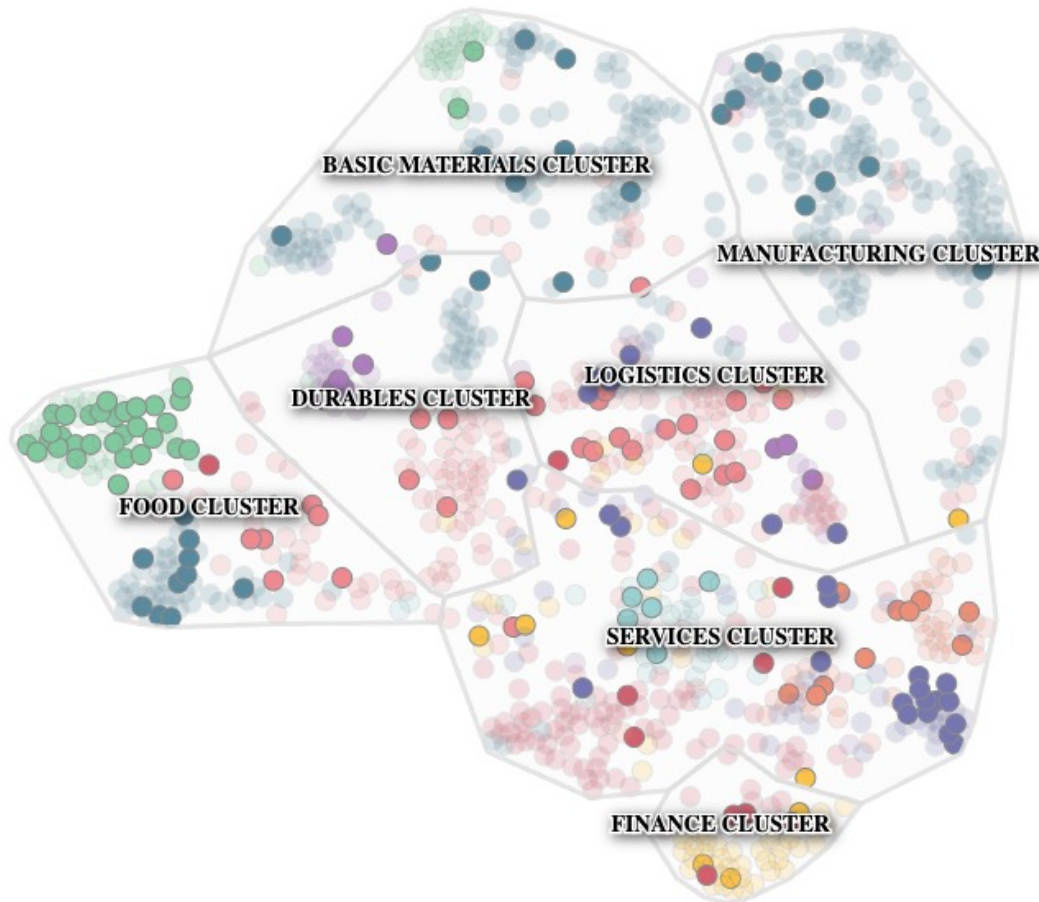 BASIC MATERIALS CLUSTER
MANUFACTURING CLUSTER
LOGISTICS CLUSTER
DURABLES CLUSTER
FOOD CLUSTER
SERVICES CLUSTER
FINANCE CLUSTER